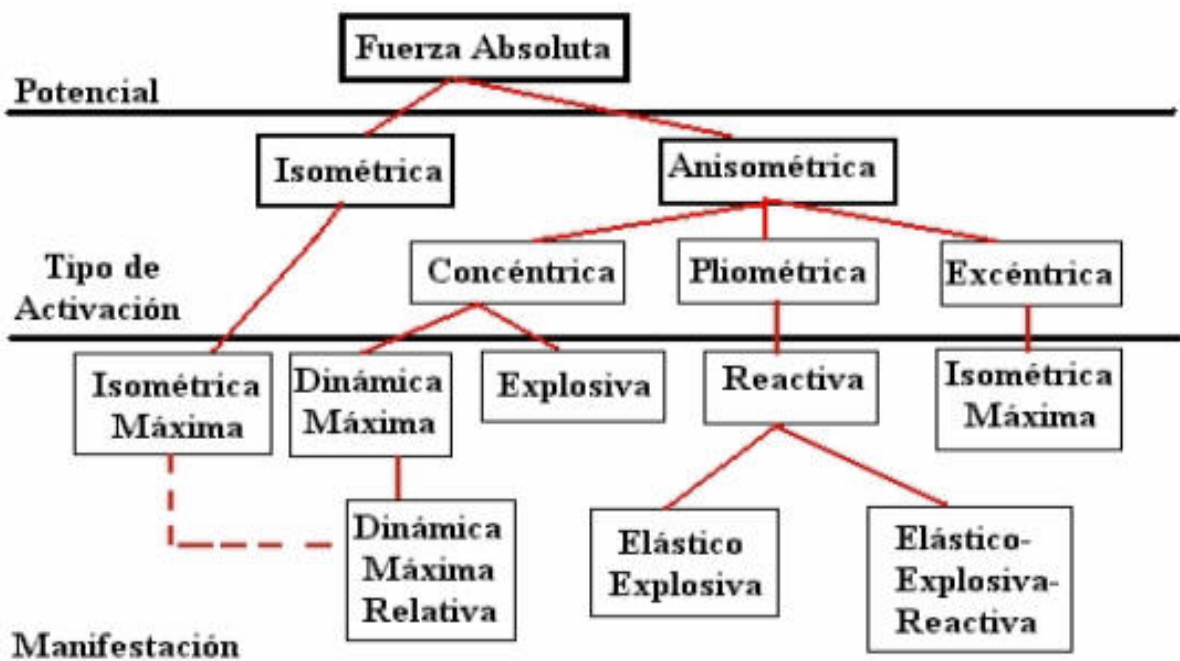 Fuerza Absoluta
Potencial
Isométrica
Anisométrica
Tipo de
Activación
Concéntrica
Pliométrica
Excéntrica
Isométrica
Máxima
Dinámica
Máxima
Explosiva
Reactiva
Isométrica
Máxima
Dinámica
Máxima
Relativa
Elástico
Explosiva
Elástico-
Explosiva-
Reactiva
Manifestación